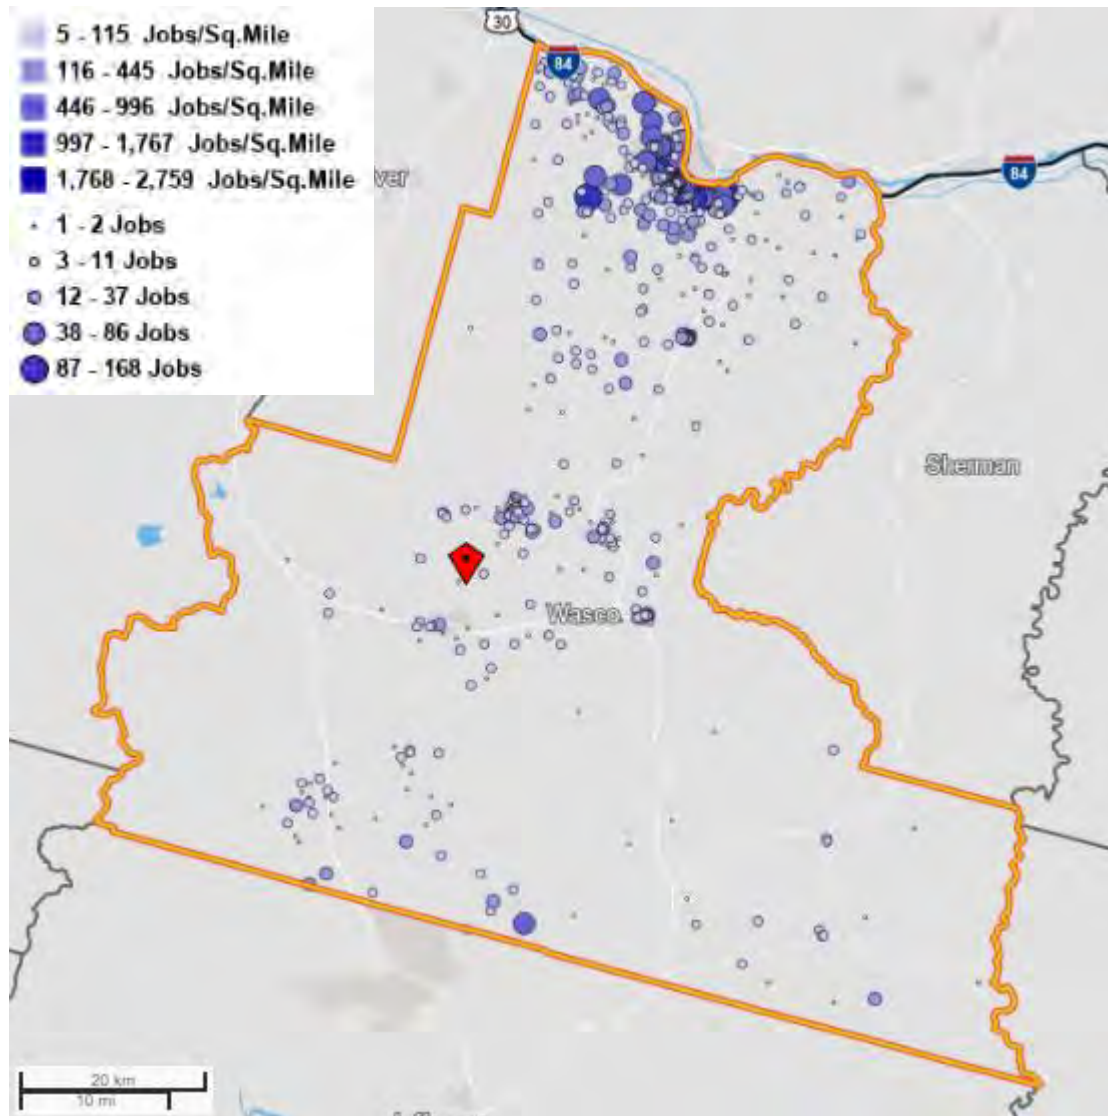 5 - 115 Jobs/Sq.Mile
116 - 445 Jobs/Sq.Mile
446 - 996 Jobs/Sq.Mile
997 - 1,767 Jobs/Sq.Mile
1,768 - 2,759 Jobs/Sq.Mile
1 - 2 Jobs
3 - 11 Jobs
12 - 37 Jobs
38 - 86 Jobs
87 - 168 Jobs
30
84
ver
84
Sherman
Wasco
20 km
10 mi